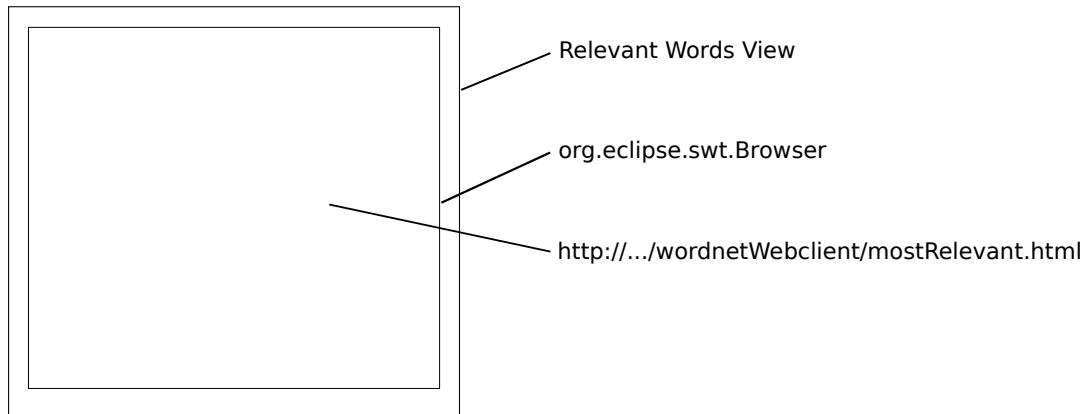 Relevant Words View
org.eclipse.swt.Browser
http://.../wordnetWebclient/mostRelevant.html